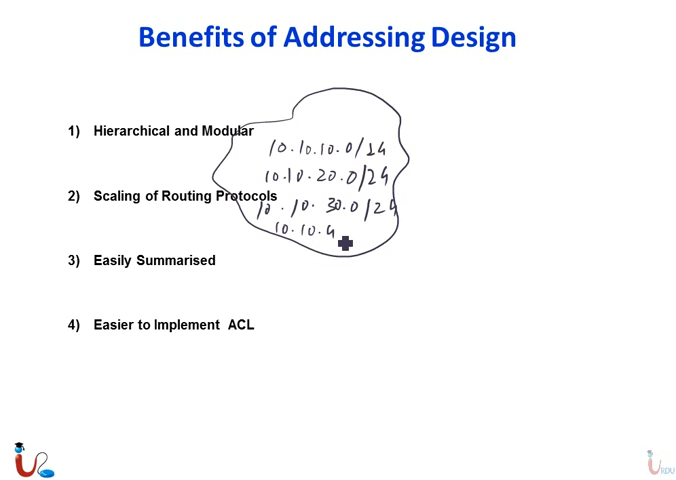 Benefits of Addressing Design
1) Hierarchical and Modular
10.10.10.0/24
10.10.20.0/24
2) Scaling of Routing Protocols
10.10.30.0/24
10.10.4
3) Easily Summarised
4) Easier to Implement ACL
URDU